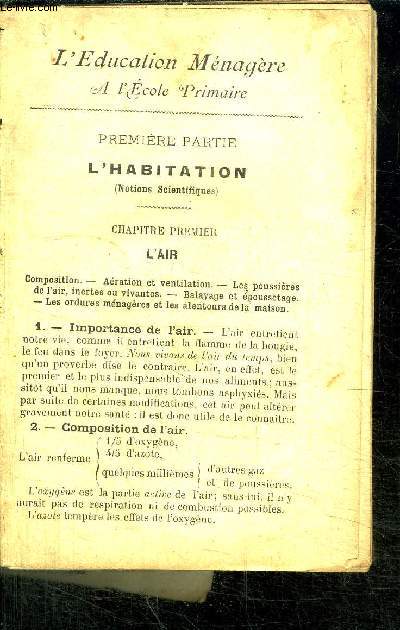 L'Education Ménagère
A l'École Primaire
PREMIÈRE PARTIE
L'HABITATION
(Notions Scientifiques)
CHAPITRE PREMIER
L'AIR
Composition. — Aération et ventilation. — Les poussières
de l'air, inertes ou vivantes. — Balayage et époussetage.
— Les ordures ménagères et les alentours de la maison.
1. — Importance de l'air. — L'air entretient
notre vie, comme il entretient la flamme de la bougie,
le feu dans le foyer. Nous vivons de l'air du temps, bien
qu'un proverbe dise le contraire. L'air, en effet, est le
premier et le plus indispensable de nos aliments; aus-
sitôt qu'il nous manque, nous tombons asphyxiés. Mais
par suite de certaines modifications, cet air peut altérer
gravement notre santé : il est donc utile de le connaître.
2. — Composition de l'air.
1/5 d'oxygène,
L'air renferme 4/5 d'azote,
quelques millièmes d'autres gaz
et de poussières.
L'oxygène est la partie active de l'air; sans lui, il n'y
aurait pas de respiration ni de combustion possibles.
L'azote tempère les effets de l'oxygène.